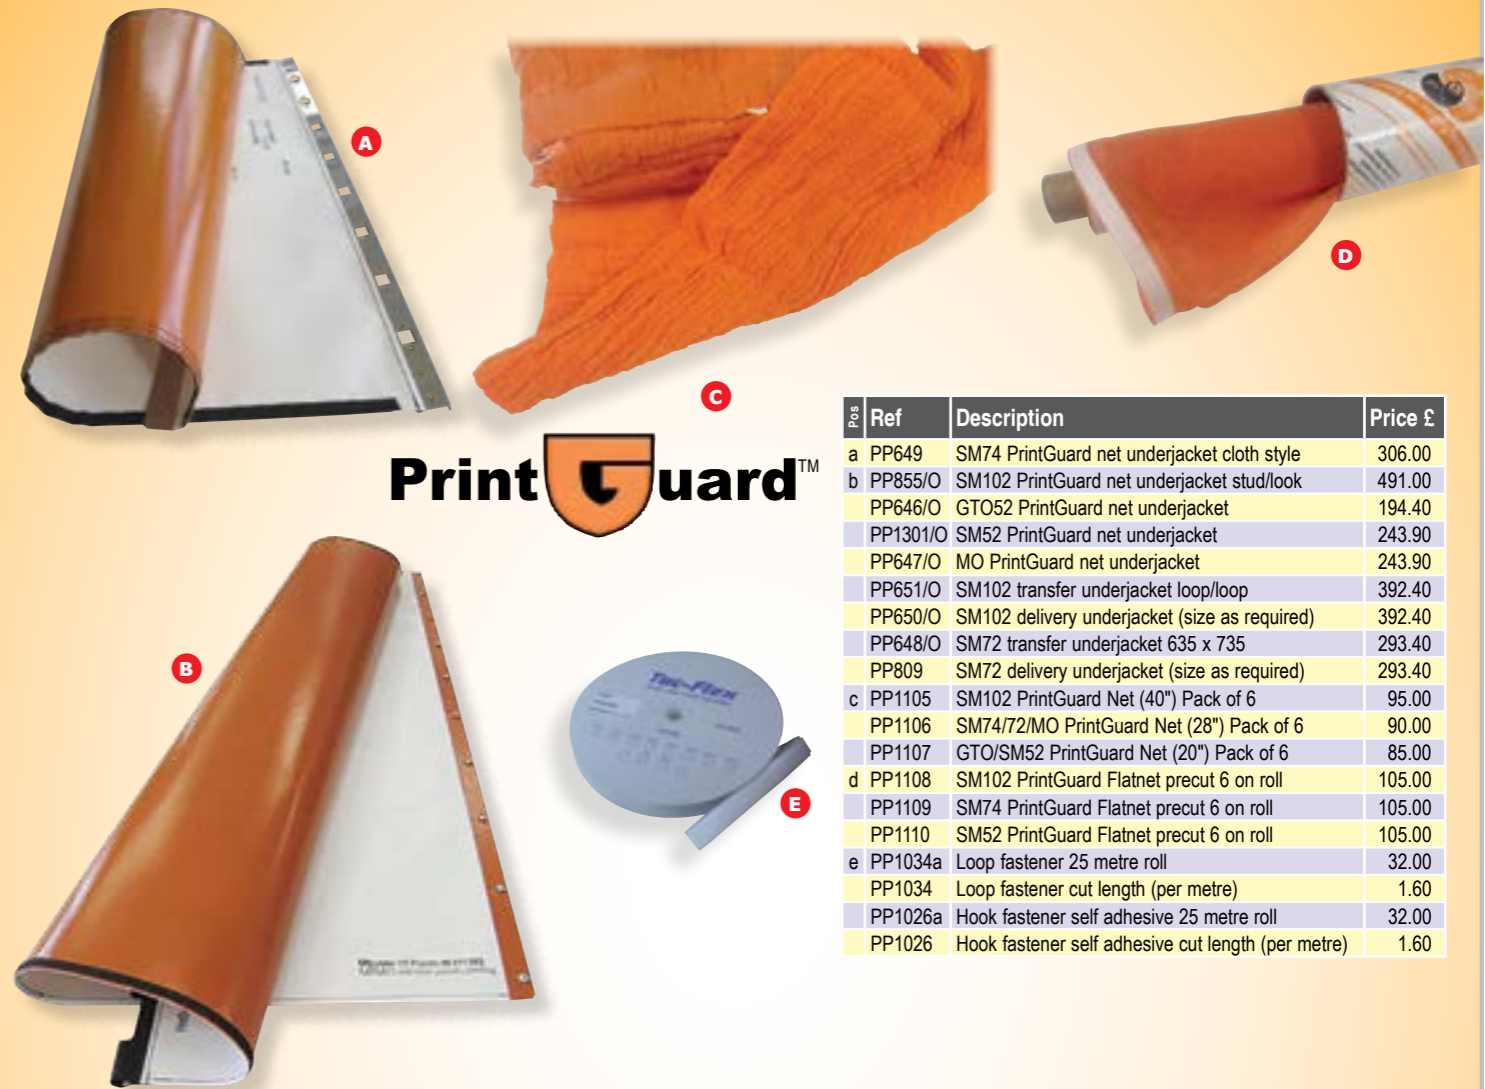 A
C
D
PrintGuard™
B
Tac-Flex
E
Pos Ref Description Price £
a PP649 SM74 PrintGuard net underjacket cloth style 306.00
b PP855/O SM102 PrintGuard net underjacket stud/look 491.00
PP646/O GTO52 PrintGuard net underjacket 194.40
PP1301/O SM52 PrintGuard net underjacket 243.90
PP647/O MO PrintGuard net underjacket 243.90
PP651/O SM102 transfer underjacket loop/loop 392.40
PP650/O SM102 delivery underjacket (size as required) 392.40
PP648/O SM72 transfer underjacket 635 x 735 293.40
PP809 SM72 delivery underjacket (size as required) 293.40
c PP1105 SM102 PrintGuard Net (40") Pack of 6 95.00
PP1106 SM74/72/MO PrintGuard Net (28") Pack of 6 90.00
PP1107 GTO/SM52 PrintGuard Net (20") Pack of 6 85.00
d PP1108 SM102 PrintGuard Flatnet precut 6 on roll 105.00
PP1109 SM74 PrintGuard Flatnet precut 6 on roll 105.00
PP1110 SM52 PrintGuard Flatnet precut 6 on roll 105.00
e PP1034a Loop fastener 25 metre roll 32.00
PP1034 Loop fastener cut length (per metre) 1.60
PP1026a Hook fastener self adhesive 25 metre roll 32.00
PP1026 Hook fastener self adhesive cut length (per metre) 1.60